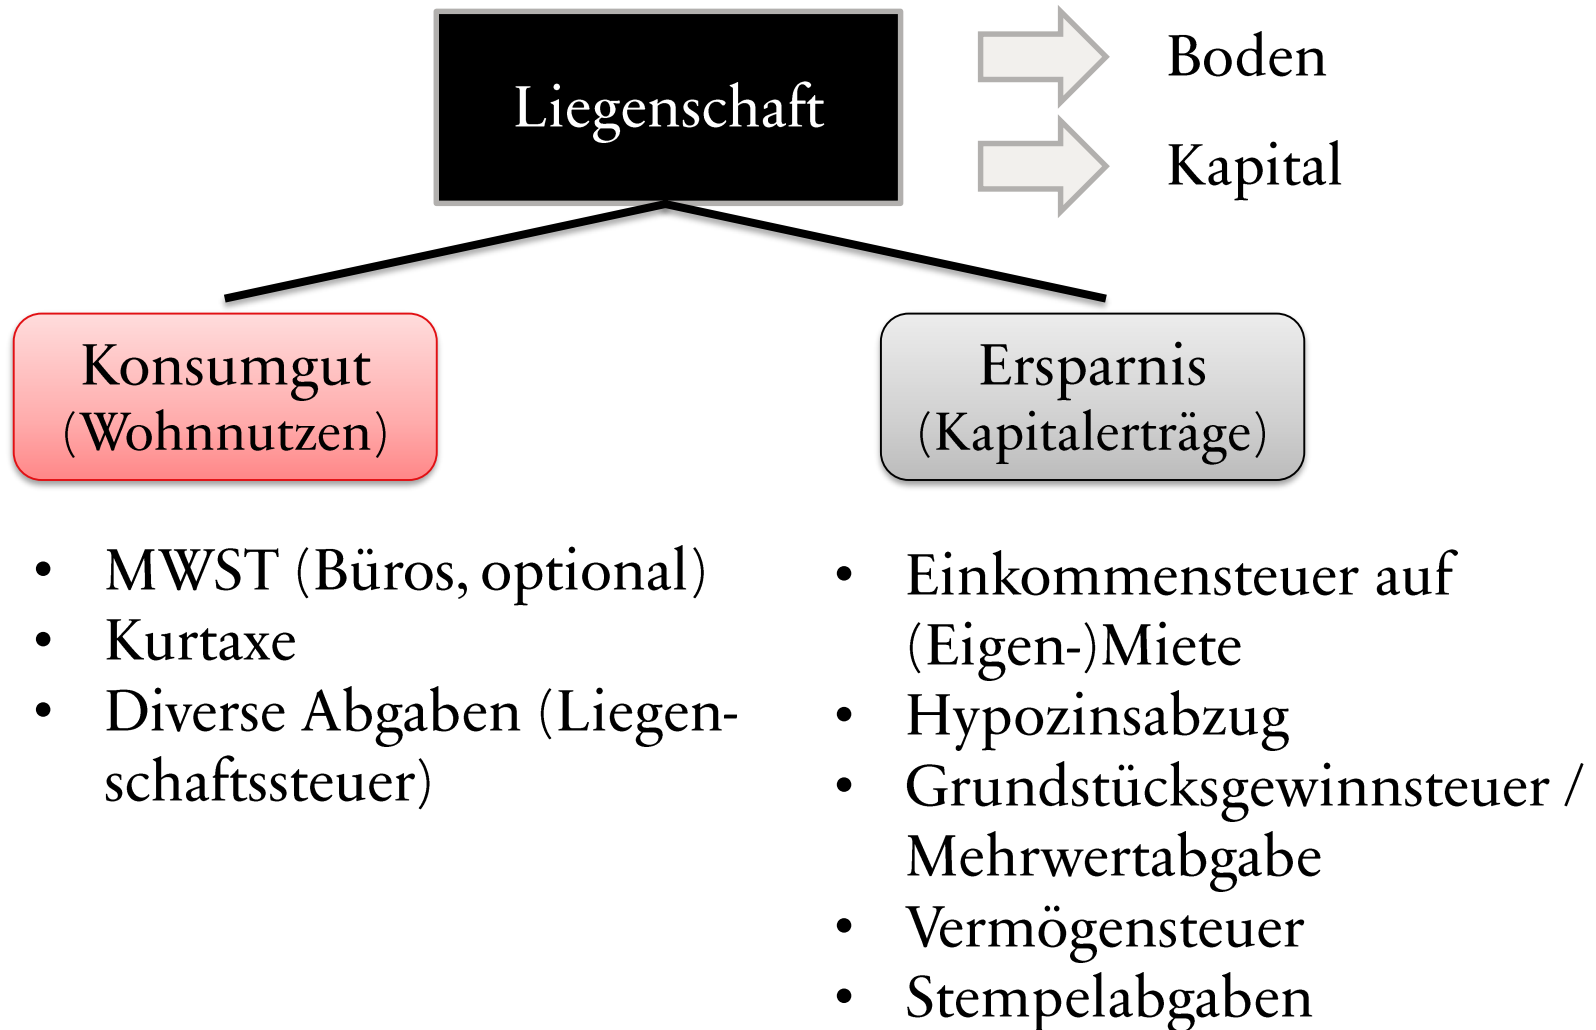 Liegenschaft
Boden
Kapital
Konsumgut
(Wohnnutzen)
Ersparnis
(Kapitalerträge)
• MWST (Büros, optional)
• Kurtaxe
• Diverse Abgaben (Liegen-
schaftssteuer)
• Einkommensteuer auf
(Eigen-)Miete
• Hypozinsabzug
• Grundstücksgewinnsteuer /
Mehrwertabgabe
• Vermögensteuer
• Stempelabgaben